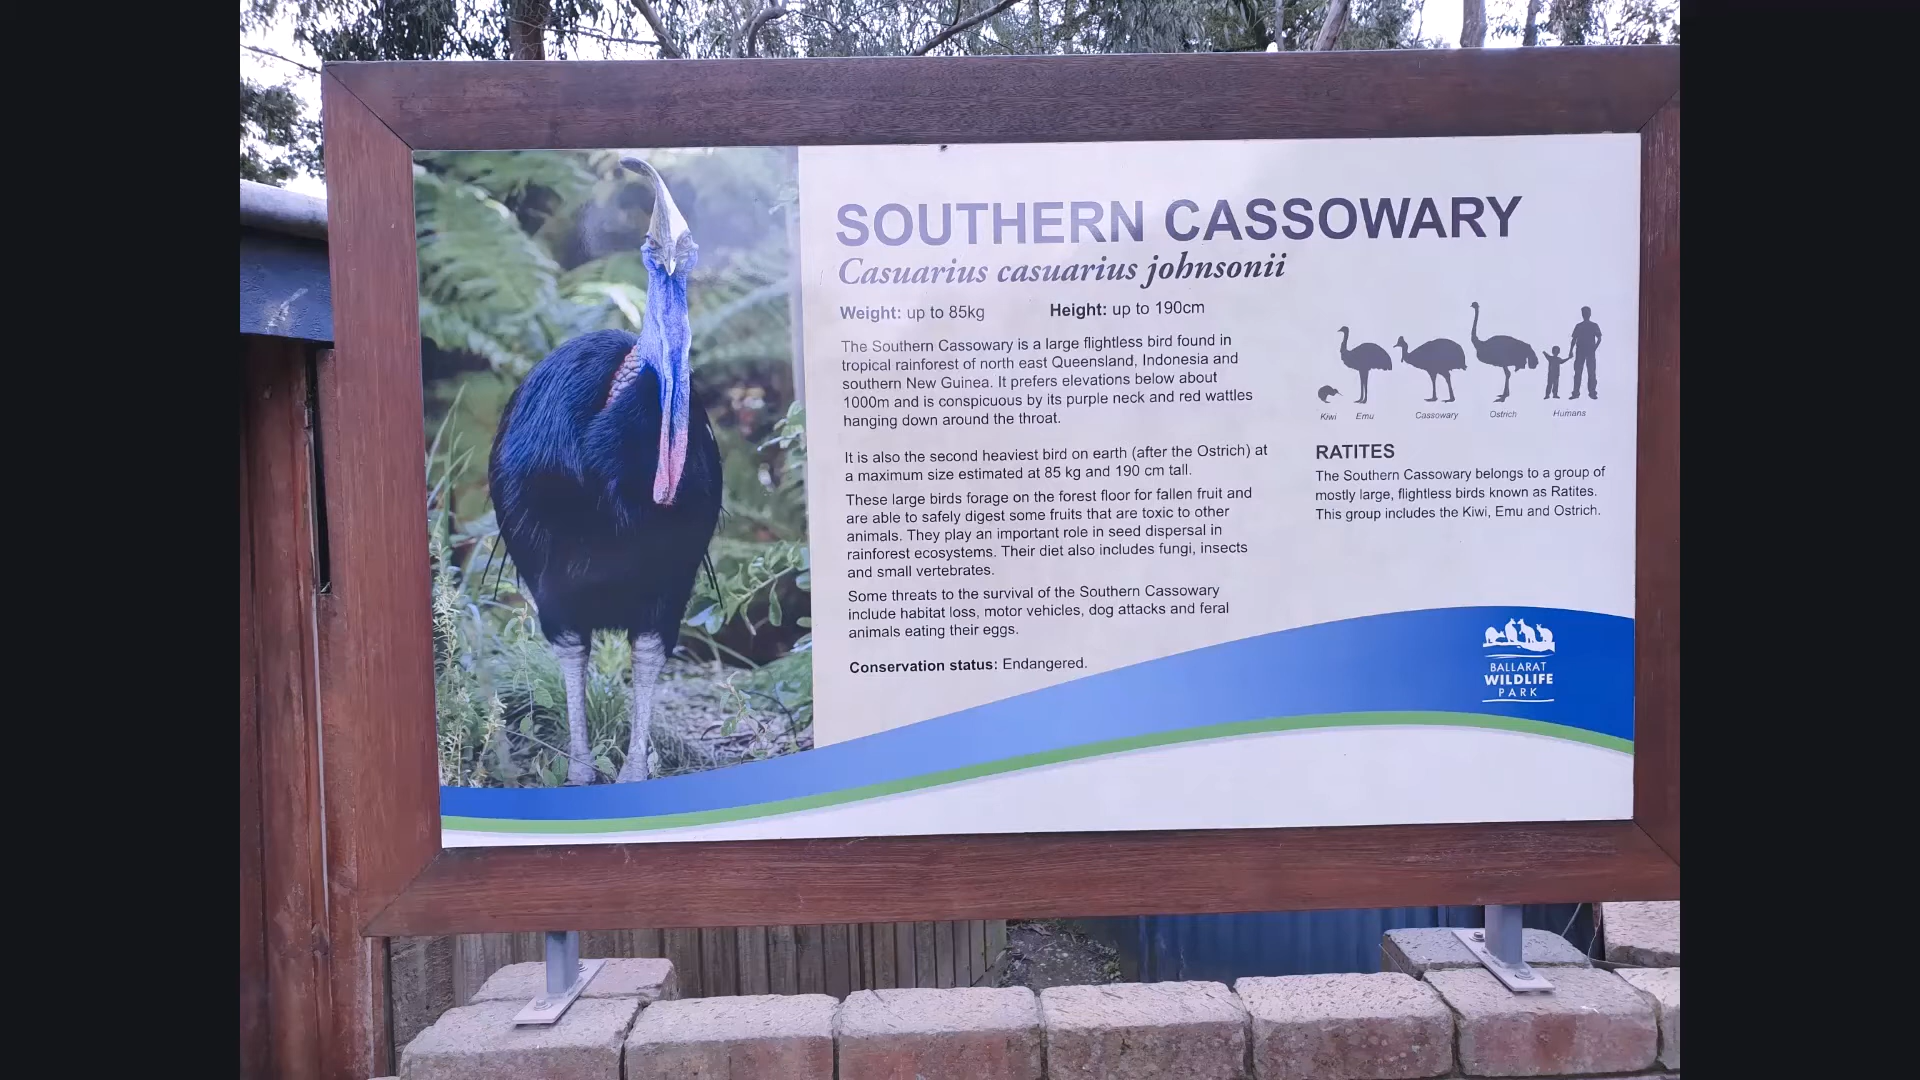 SOUTHERN CASSOWARY
Casuarius casuarius johnsonii
Weight: up to 85kg Height: up to 190cm
The Southern Cassowary is a large flightless bird found in
tropical rainforest of north east Queensland, Indonesia and
southern New Guinea. It prefers elevations below about
1000m and is conspicuous by its purple neck and red wattles
hanging down around the throat.
It is also the second heaviest bird on earth (after the Ostrich) at
a maximum size estimated at 85 kg and 190 cm tall.
These large birds forage on the forest floor for fallen fruit and
are able to safely digest some fruits that are toxic to other
animals. They play an important role in seed dispersal in
rainforest ecosystems. Their diet also includes fungi, insects
and small vertebrates.
Some threats to the survival of the Southern Cassowary
include habitat loss, motor vehicles, dog attacks and feral
animals eating their eggs.
Conservation status: Endangered.
Kiwi Emu Cassowary Ostrich Humans
RATITES
The Southern Cassowary belongs to a group of
mostly large, flightless birds known as Ratites.
This group includes the Kiwi, Emu and Ostrich.
BALLARAT
WILDLIFE
PARK